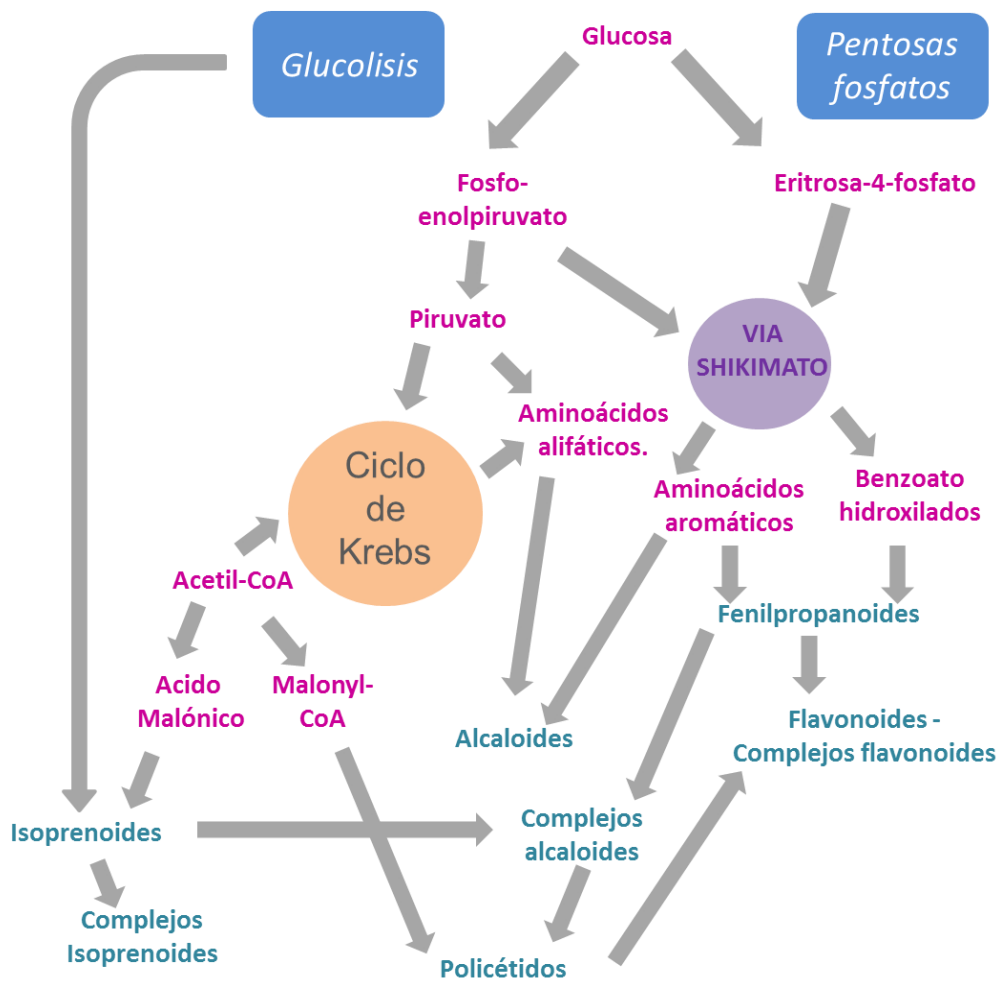 Glucolisis
Glucosa
Pentosas
fosfatos
Fosfo-
enolpiruvato
Eritrosa-4-fosfato
Piruvato
VIA
SHIKIMATO
Aminoácidos
alifáticos.
Ciclo
de
Krebs
Aminoácidos
aromáticos
Benzoato
hidroxilados
Acetil-CoA
Fenilpropanoides
Acido
Malónico
Malonyl-
CoA
Alcaloides
Flavonoides -
Complejos flavonoides
Isoprenoides
Complejos
alcaloides
Complejos
Isoprenoides
Policétidos